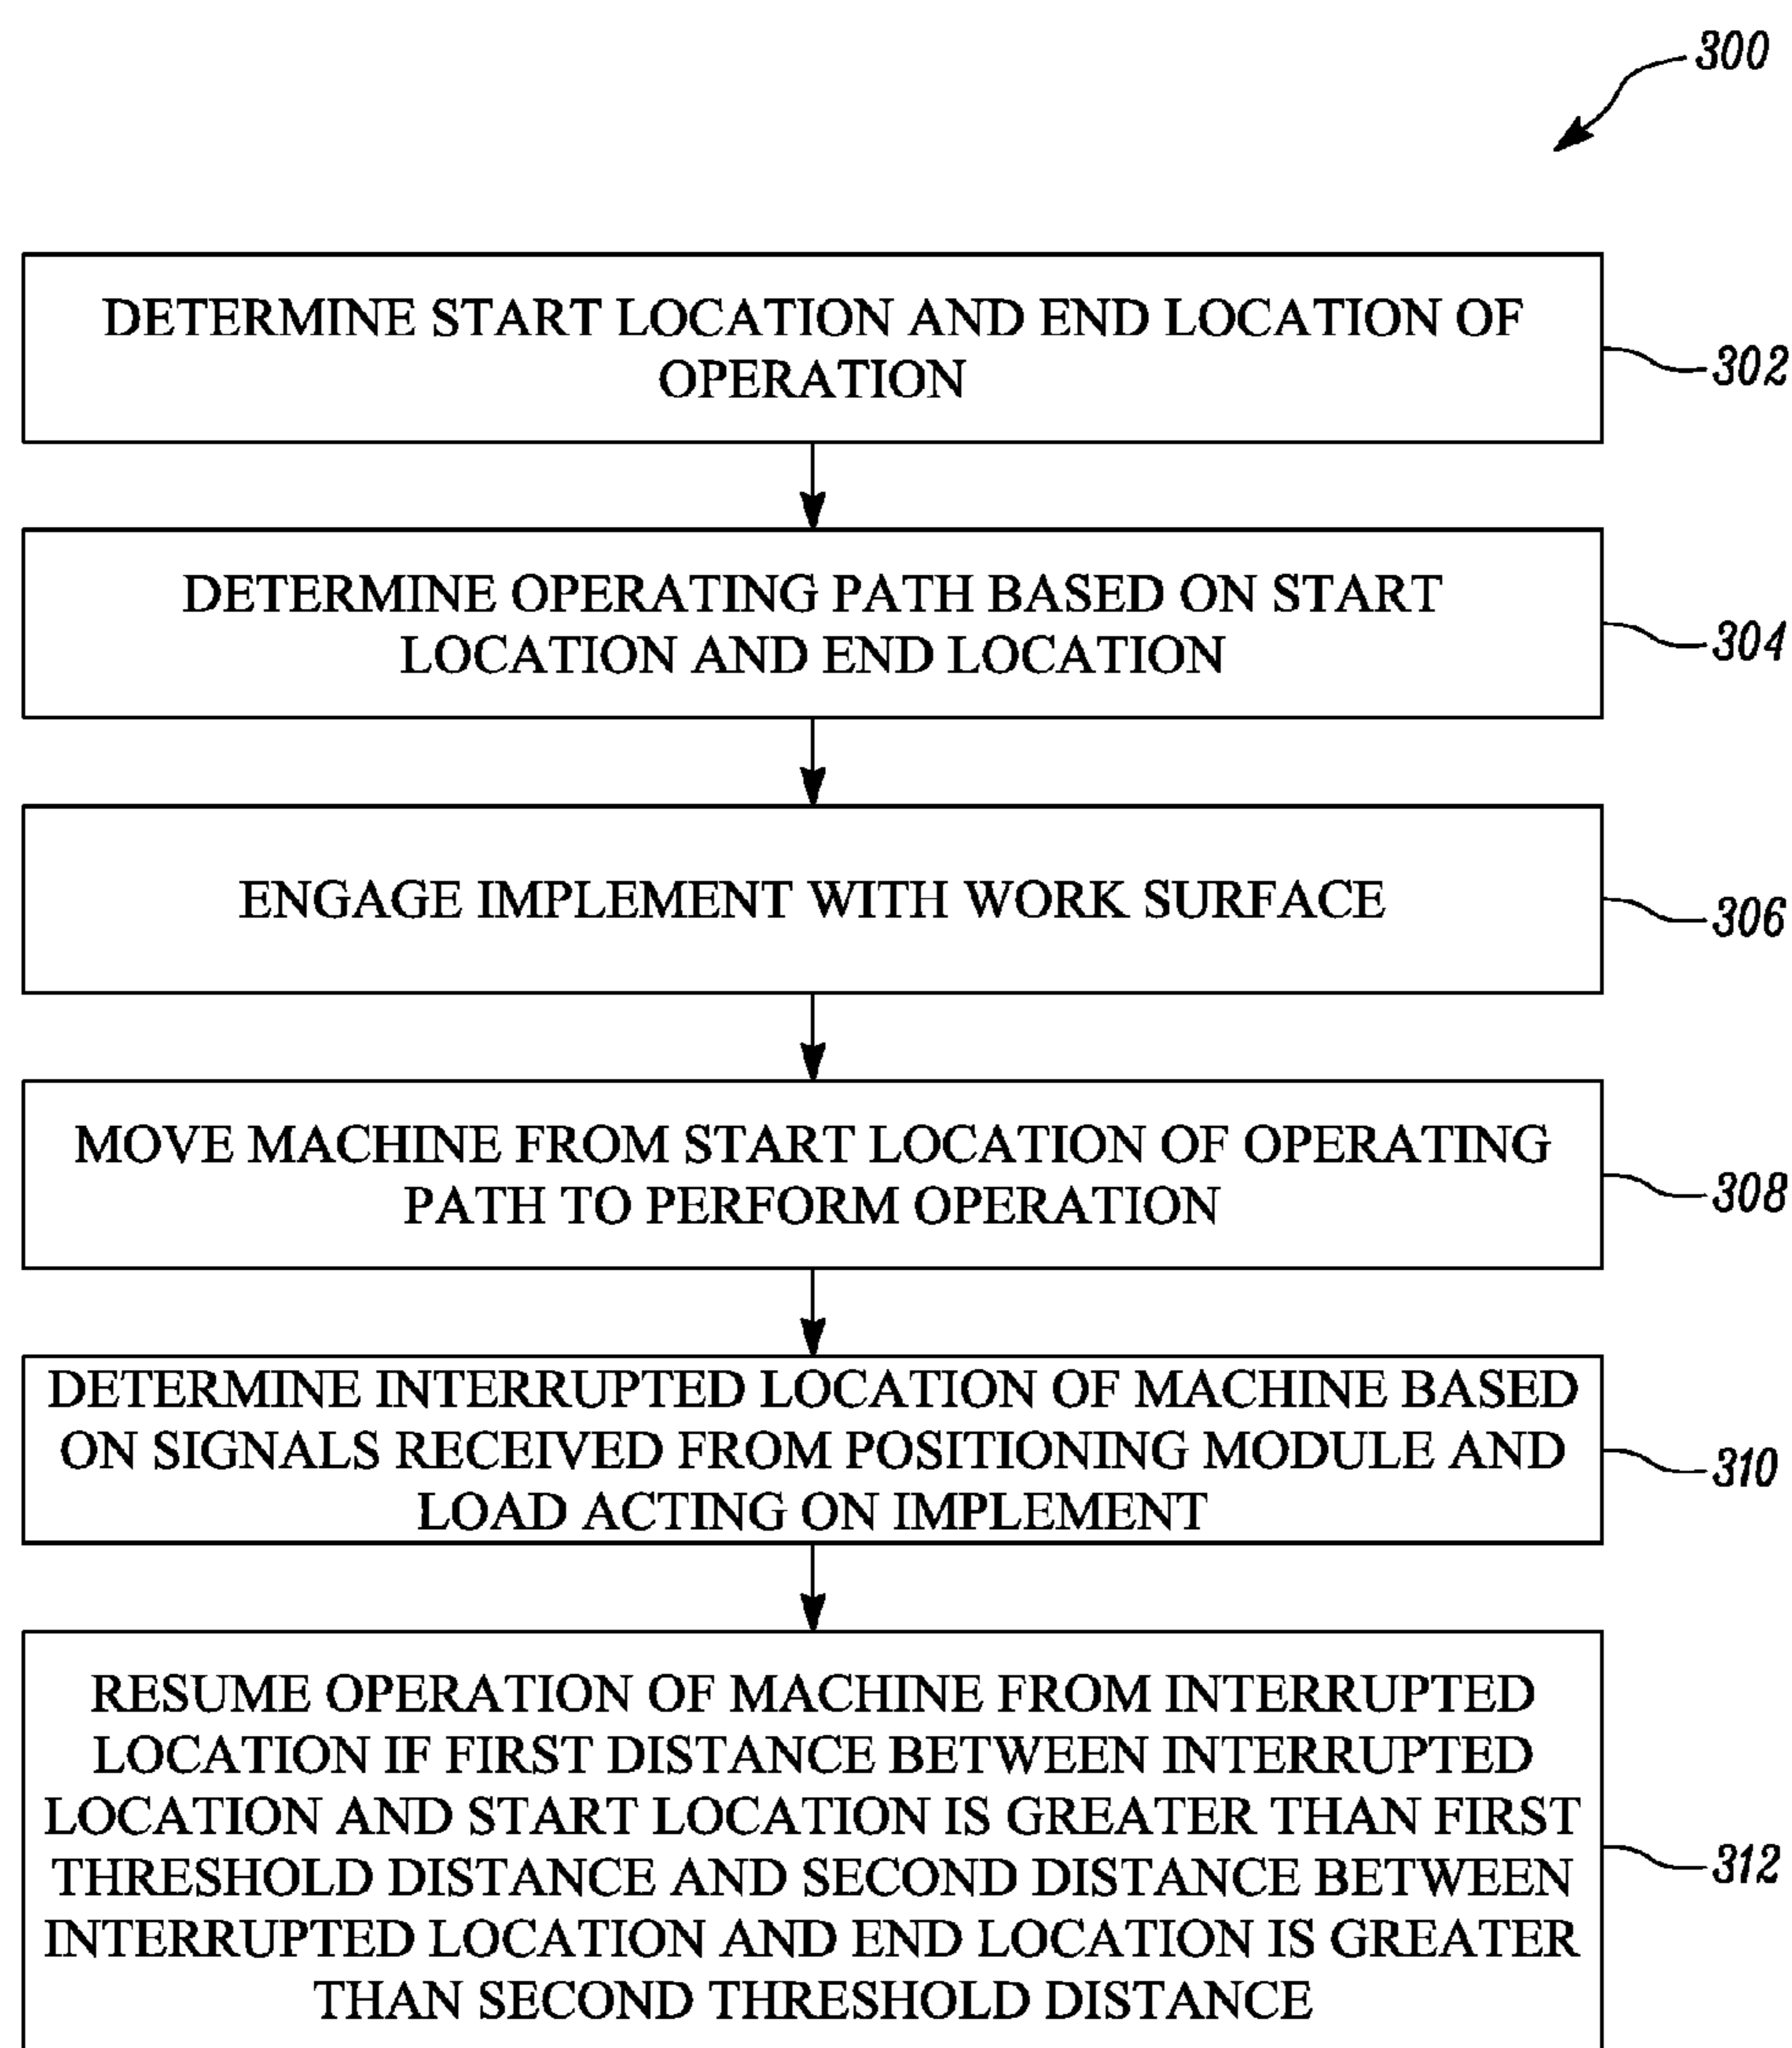 300
DETERMINE START LOCATION AND END LOCATION OF
OPERATION
302
DETERMINE OPERATING PATH BASED ON START
LOCATION AND END LOCATION
304
ENGAGE IMPLEMENT WITH WORK SURFACE
306
MOVE MACHINE FROM START LOCATION OF OPERATING
PATH TO PERFORM OPERATION
308
DETERMINE INTERRUPTED LOCATION OF MACHINE BASED
ON SIGNALS RECEIVED FROM POSITIONING MODULE AND
LOAD ACTING ON IMPLEMENT
310
RESUME OPERATION OF MACHINE FROM INTERRUPTED
LOCATION IF FIRST DISTANCE BETWEEN INTERRUPTED
LOCATION AND START LOCATION IS GREATER THAN FIRST
THRESHOLD DISTANCE AND SECOND DISTANCE BETWEEN
INTERRUPTED LOCATION AND END LOCATION IS GREATER
THAN SECOND THRESHOLD DISTANCE
312